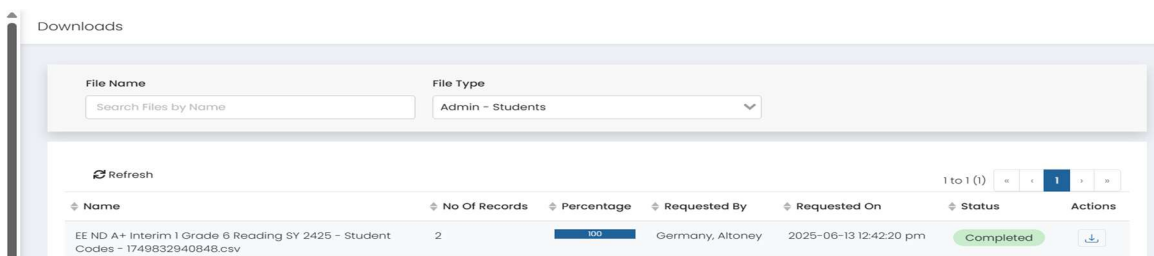 Downloads
File Name
File Type
Search Files by Name
Admin - Students
Refresh
1 to 1 (1) « ‹ 1 › »
Name No Of Records Percentage Requested By Requested On Status Actions
EE ND A+ Interim 1 Grade 6 Reading SY 2425 - Student 2 100 Germany, Altoney 2025-06-13 12:42:20 pm Completed
Codes - 1749832940848.csv